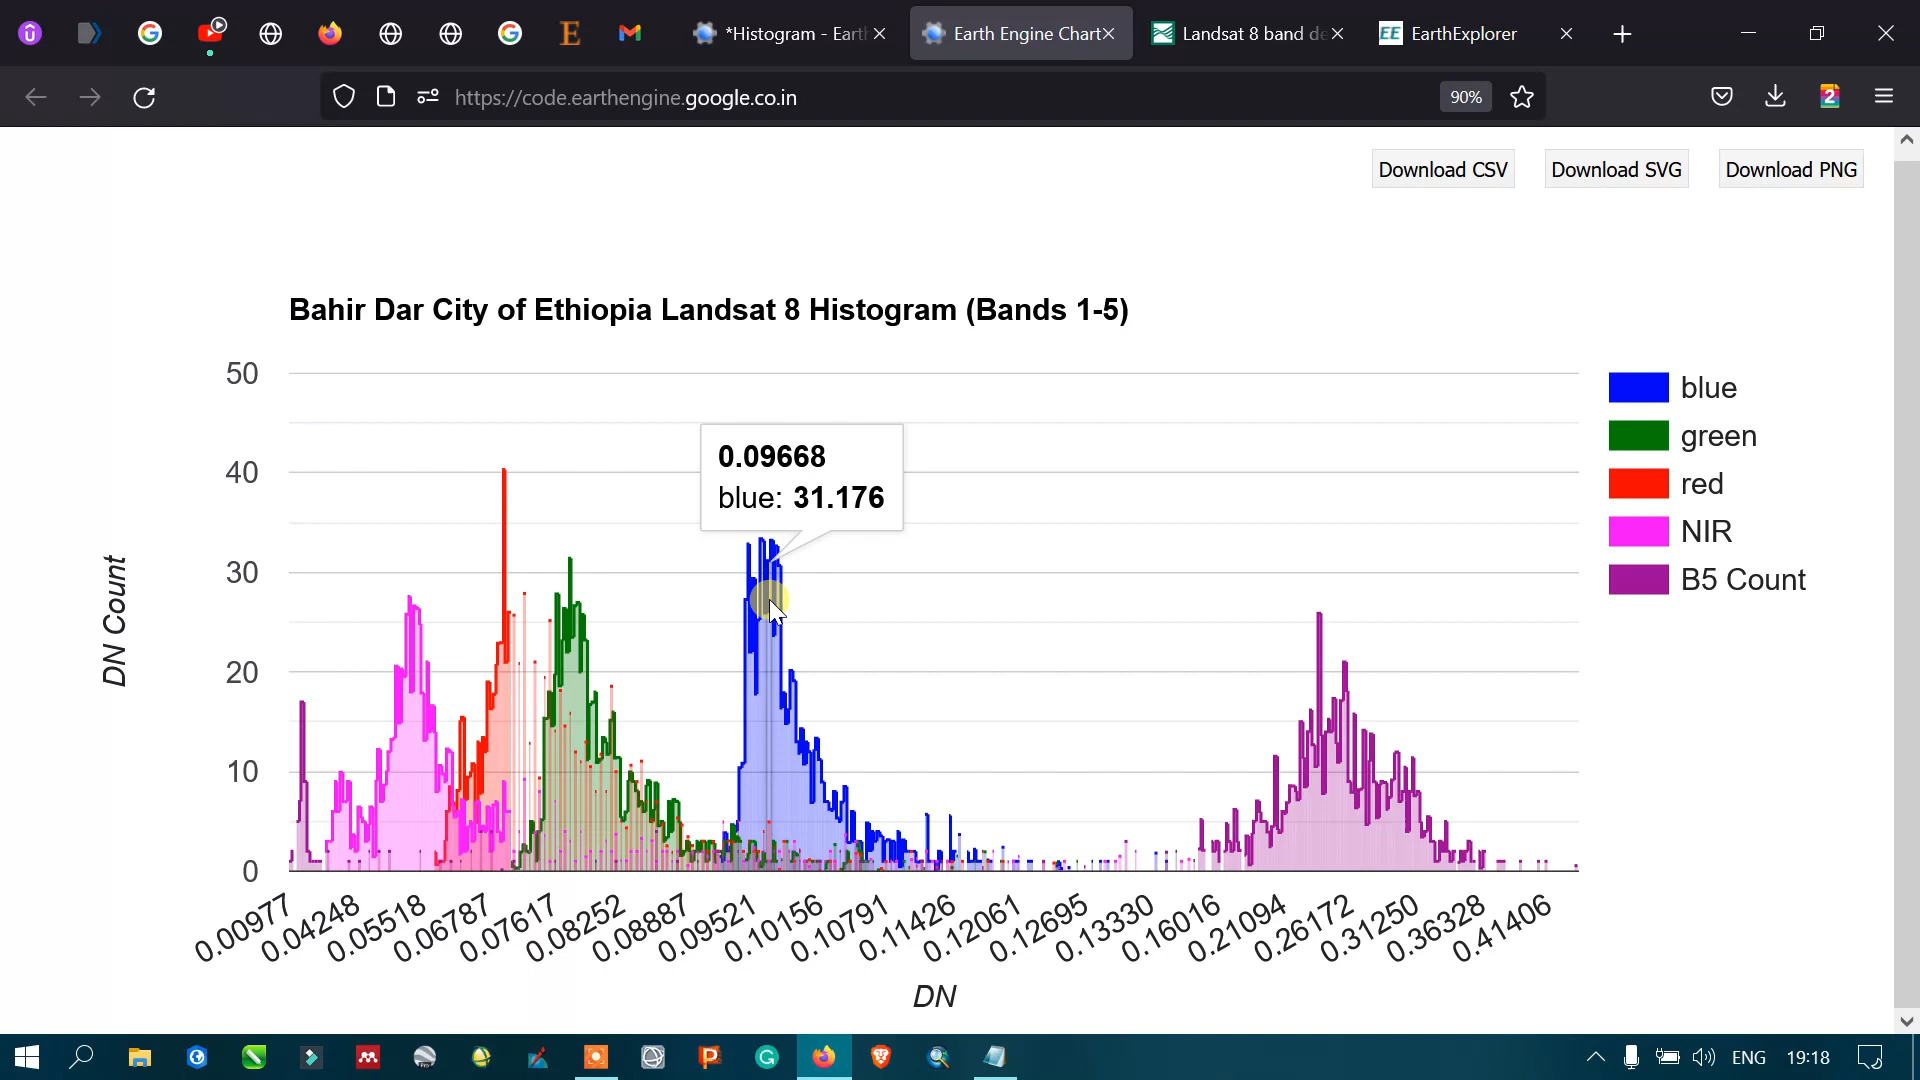 *Histogram - Eart
Earth Engine Chart
Landsat 8 band de
EE EarthExplorer
https://code.earthengine.google.co.in
90%
2
Download CSV
Download SVG
Download PNG
Bahir Dar City of Ethiopia Landsat 8 Histogram (Bands 1-5)
50
40
30
20
10
0
DN Count
0.09668
blue: 31.176
blue
green
red
NIR
B5 Count
0.00977
0.04248
0.05518
0.06787
0.07617
0.08252
0.08887
0.09521
0.10156
0.10791
0.11426
0.12061
0.12695
0.13330
0.16016
0.21094
0.26172
0.31250
0.36328
0.41406
DN
ENG
19:18